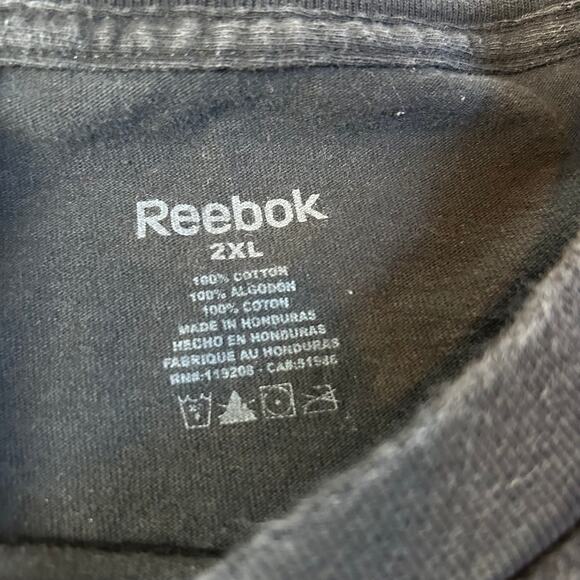 Reebok
2XL
100% COTTON
100% ALGODON
100% COTON
MADE IN HONDURAS
HECHO EN HONDURAS
FABRIQUE AU HONDURAS
RN#:119208 - CA#:51986